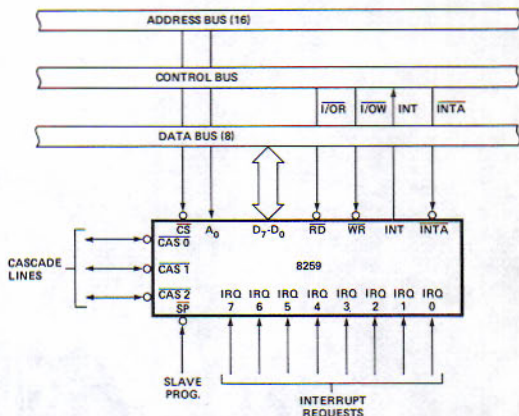 ADDRESS BUS (16)
CONTROL BUS
I/OR I/OW INT INTA
DATA BUS (8)
CS A0 D7-D0 RD WR INT INTA
CASCADE LINES
CAS 0
CAS 1
CAS 2
SP
8259
IRQ IRQ IRQ IRQ IRQ IRQ IRQ IRQ
7 6 5 4 3 2 1 0
SLAVE PROG.
INTERRUPT REQUESTS